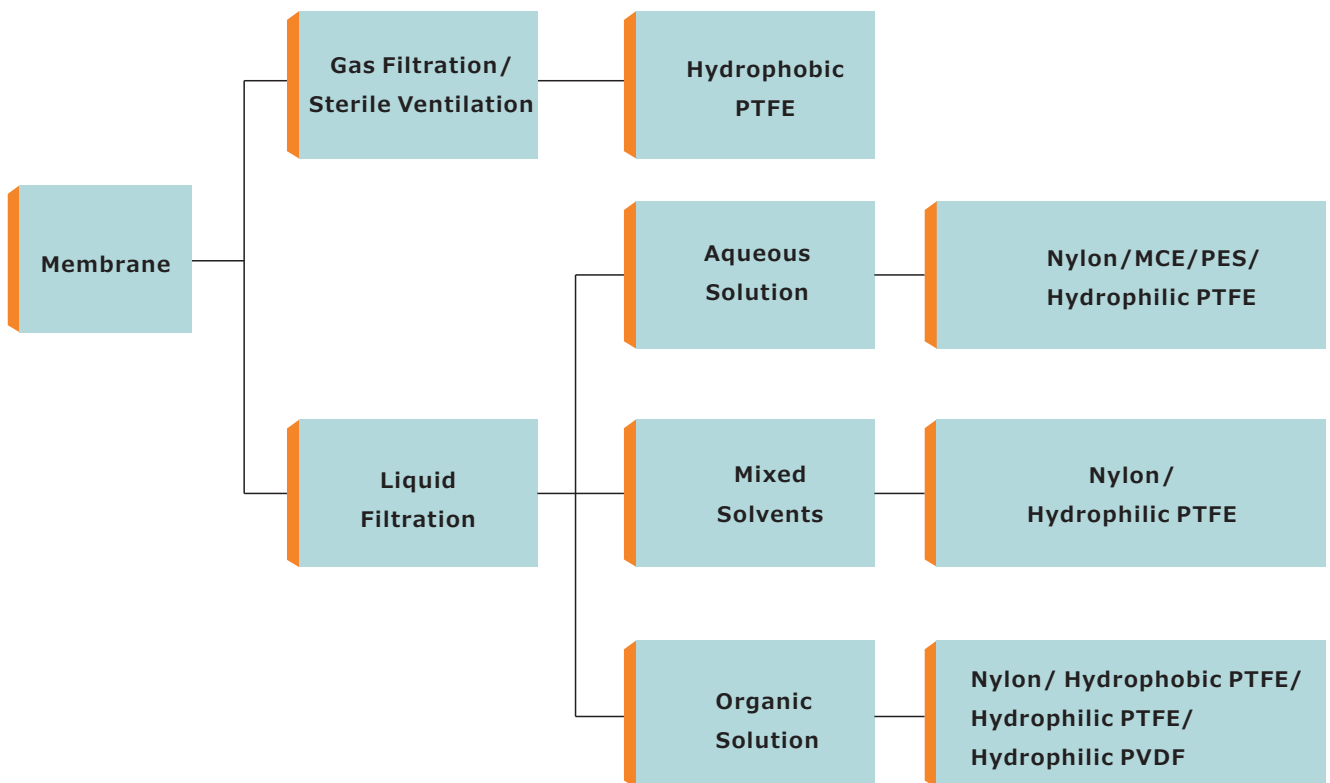 Gas Filtration/
Sterile Ventilation
Hydrophobic
PTFE
Membrane
Aqueous
Solution
Nylon/MCE/PES/
Hydrophilic PTFE
Liquid
Filtration
Mixed
Solvents
Nylon/
Hydrophilic PTFE
Organic
Solution
Nylon/ Hydrophobic PTFE/
Hydrophilic PTFE/
Hydrophilic PVDF